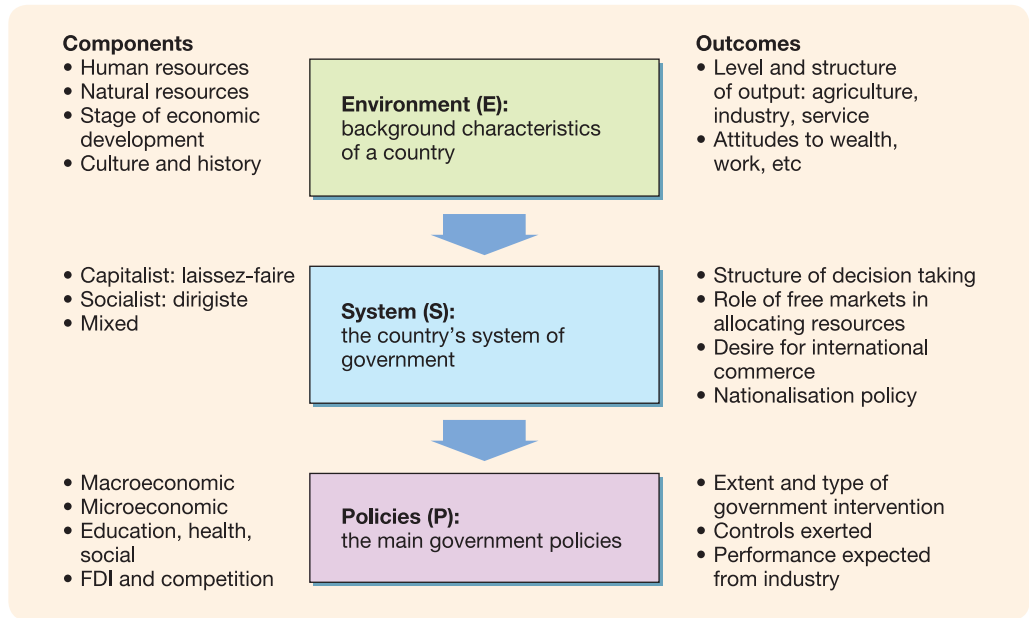 Components
• Human resources
• Natural resources
• Stage of economic
development
• Culture and history
Environment (E):
background characteristics
of a country
Outcomes
• Level and structure
of output: agriculture,
industry, service
• Attitudes to wealth,
work, etc
• Capitalist: laissez-faire
• Socialist: dirigiste
• Mixed
System (S):
the country’s system of
government
• Structure of decision taking
• Role of free markets in
allocating resources
• Desire for international
commerce
• Nationalisation policy
• Macroeconomic
• Microeconomic
• Education, health,
social
• FDI and competition
Policies (P):
the main government policies
• Extent and type of
government intervention
• Controls exerted
• Performance expected
from industry